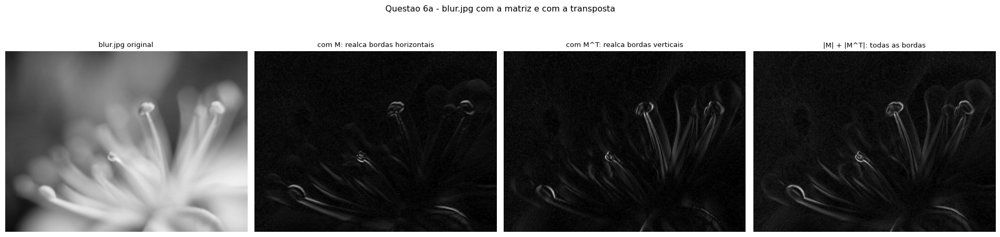 Questao 6a - blur.jpg com a matriz e com a transposta
blur.jpg original
com M: realca bordas horizontais
com M^T: realca bordas verticais
|M| + |M^T|: todas as bordas